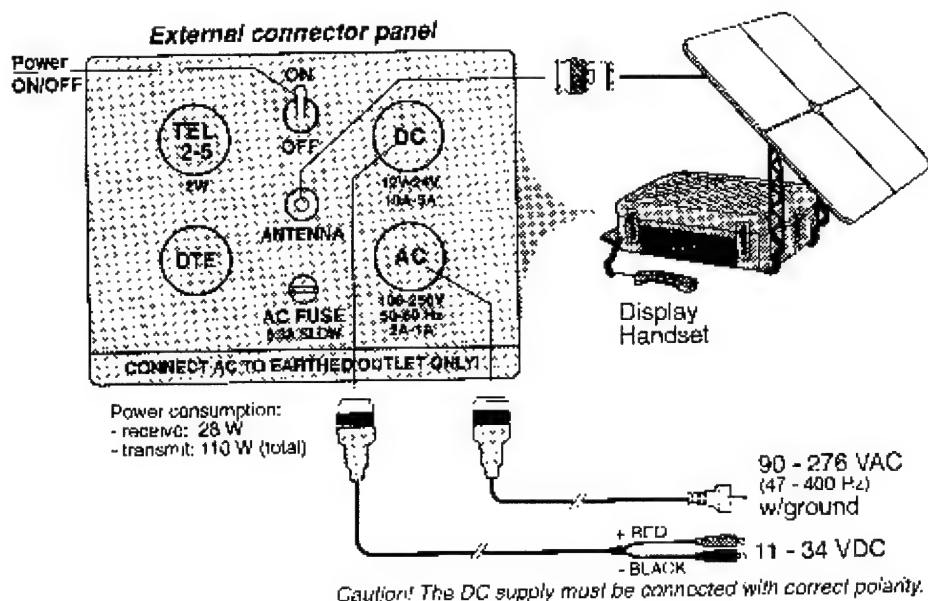 External connector panel
Power
ON/OFF
ON
OFF
TEL
2-5
2W
DC
12V-24V
10A-5A
ANTENNA
DTE
AC
100-250V
50-60 Hz
2A-1A
AC FUSE
SLOW
CONNECT AC TO EARTHED OUTLET ONLY!
Display
Handset
Power consumption:
- receive: 28 W
- transmit: 110 W (total)
90 - 276 VAC
(47 - 400 Hz)
w/ground
+ RED
- BLACK
11 - 34 VDC
Caution! The DC supply must be connected with correct polarity.